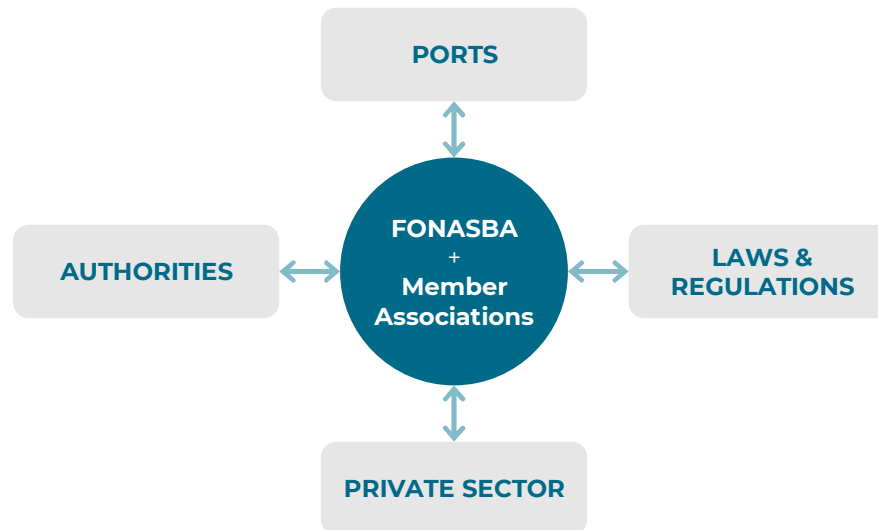 PORTS
FONASBA
+
Member
Associations
AUTHORITIES
LAWS &
REGULATIONS
PRIVATE SECTOR